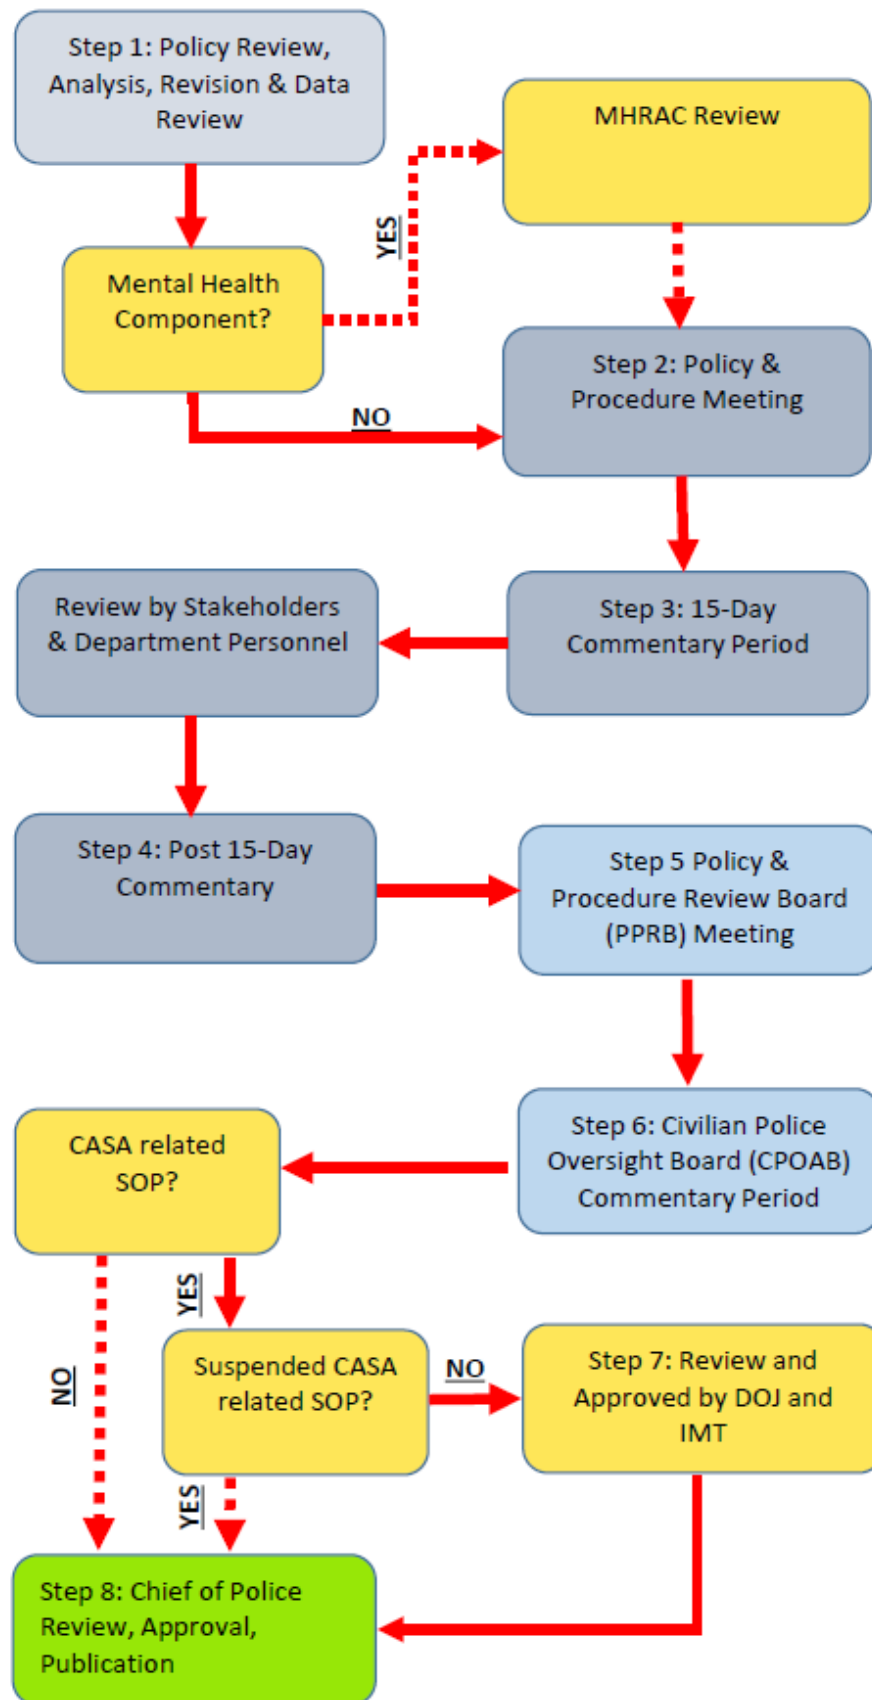 Step 1: Policy Review,
Analysis, Revision & Data
Review
MHRAC Review
YES
Mental Health
Component?
NO
Step 2: Policy &
Procedure Meeting
Review by Stakeholders
& Department Personnel
Step 3: 15-Day
Commentary Period
Step 4: Post 15-Day
Commentary
Step 5 Policy &
Procedure Review Board
(PPRB) Meeting
CASA related
SOP?
Step 6: Civilian Police
Oversight Board (CPOAB)
Commentary Period
YES
NO
Suspended CASA
related SOP?
NO
Step 7: Review and
Approved by DOJ and
IMT
YES
Step 8: Chief of Police
Review, Approval,
Publication